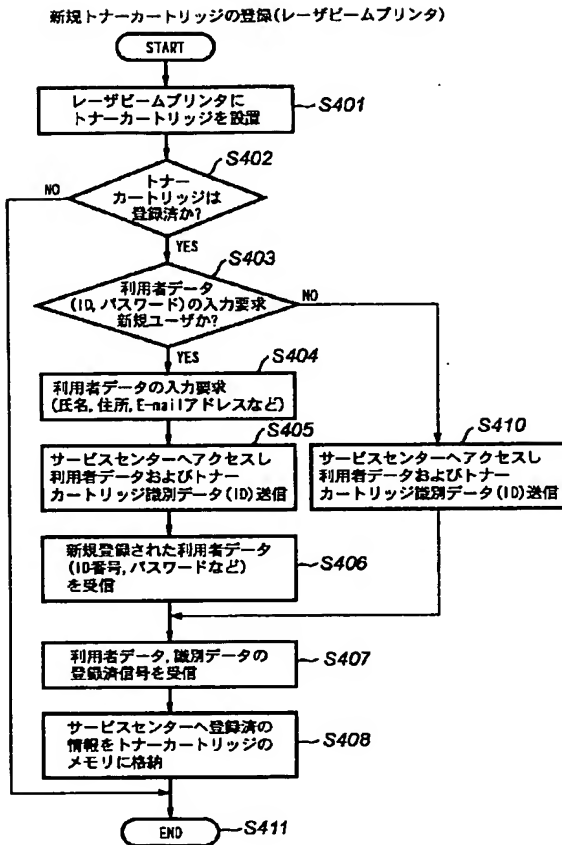 新規トナーカートリッジの登録(レーザビームプリンタ)
START
レーザビームプリンタに
トナーカートリッジを設置
S401
S402
NO
トナー
カートリッジは
登録済か?
YES
S403
利用者データ
(ID,パスワード)の入力要求
新規ユーザか?
NO
YES
S404
利用者データの入力要求
(氏名,住所,E-mailアドレスなど)
S405
サービスセンターへアクセスし
利用者データおよびトナー
カートリッジ識別データ(ID)送信
S410
サービスセンターへアクセスし
利用者データおよびトナー
カートリッジ識別データ(ID)送信
新規登録された利用者データ
(ID番号,パスワードなど)
を受信
S406
利用者データ,識別データの
登録済信号を受信
S407
サービスセンターへ登録済の
情報をトナーカートリッジの
メモリに格納
S408
END
S411